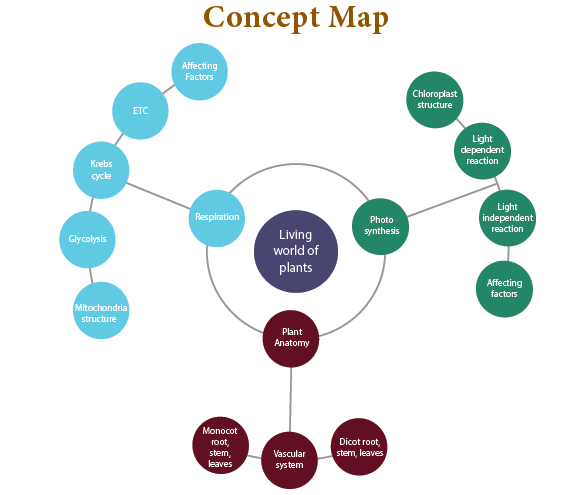 Concept Map
Affecting
Factors
ETC
Krebs
cycle
Glycolysis
Mitochondria
structure
Respiration
Living
world of
plants
Photo
synthesis
Chloroplast
structure
Light
dependent
reaction
Light
independent
reaction
Affecting
factors
Plant
Anatomy
Monocot
root,
stem,
leaves
Vascular
system
Dicot root,
stem, leaves